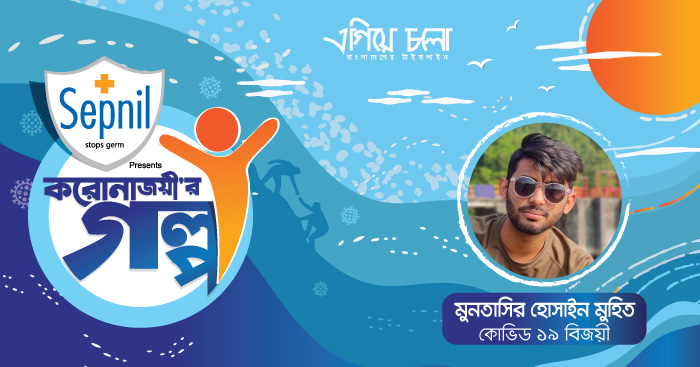 এগিয়ে চলো
বাংলাদেশের টাইমলাইন
Sepnil
stops germ
Presents
করোনাজয়ী'র
গল্প
মুনতাসির হোসাইন মুহিত
কোভিড ১৯ বিজয়ী